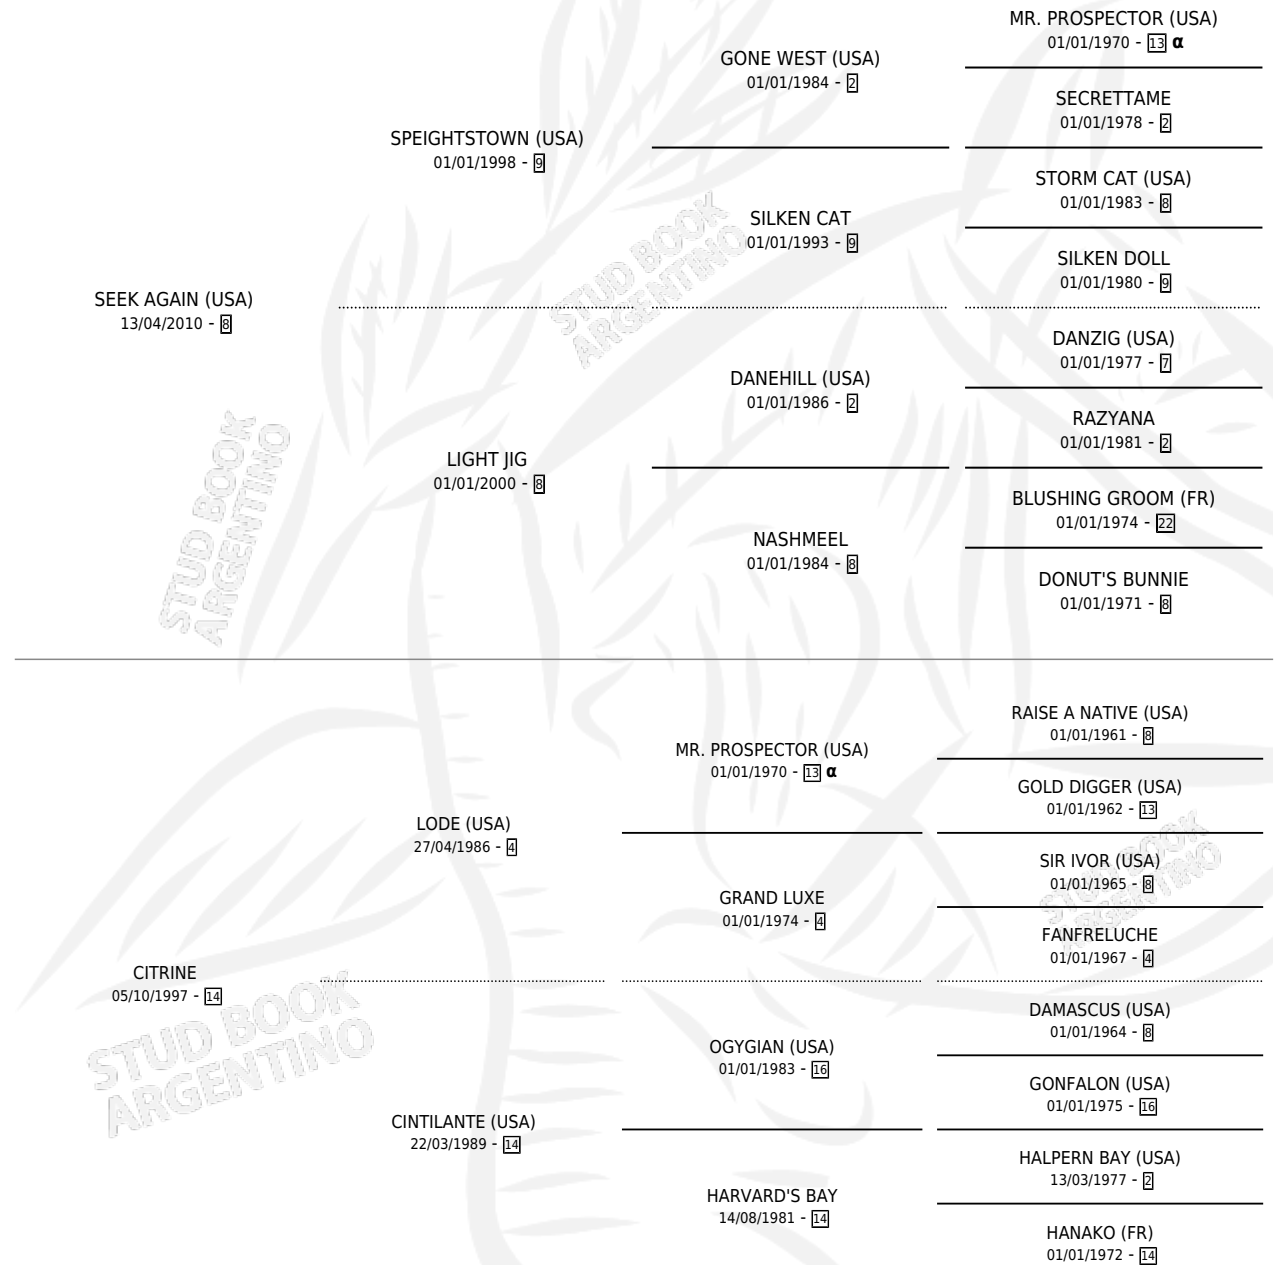 MR. PROSPECTOR (USA)
01/01/1970 - 13 α
GONE WEST (USA)
01/01/1984 - 2
SECRETTAME
01/01/1978 - 2
SPEIGHTSTOWN (USA)
01/01/1998 - 9
STORM CAT (USA)
01/01/1983 - 8
SILKEN CAT
01/01/1993 - 9
SILKEN DOLL
01/01/1980 - 9
SEEK AGAIN (USA)
13/04/2010 - 8
DANZIG (USA)
01/01/1977 - 7
DANEHILL (USA)
01/01/1986 - 2
RAZYANA
01/01/1981 - 2
LIGHT JIG
01/01/2000 - 8
BLUSHING GROOM (FR)
01/01/1974 - 22
NASHMEEL
01/01/1984 - 8
DONUT'S BUNNIE
01/01/1971 - 8
RAISE A NATIVE (USA)
01/01/1961 - 8
MR. PROSPECTOR (USA)
01/01/1970 - 13 α
GOLD DIGGER (USA)
01/01/1962 - 13
LODE (USA)
27/04/1986 - 4
SIR IVOR (USA)
01/01/1965 - 8
GRAND LUXE
01/01/1974 - 4
FANFRELUCHE
01/01/1967 - 4
CITRINE
05/10/1997 - 14
DAMASCUS (USA)
01/01/1964 - 8
OGYGIAN (USA)
01/01/1983 - 16
GONFALON (USA)
01/01/1975 - 16
CINTILANTE (USA)
22/03/1989 - 14
HALPERN BAY (USA)
13/03/1977 - 2
HARVARD'S BAY
14/08/1981 - 14
HANAKO (FR)
01/01/1972 - 14
STUD BOOK
ARGENTINO
STUD BOOK
ARGENTINO
STUD BOOK
ARGENTINO
STUD BOOK
ARGENTINO